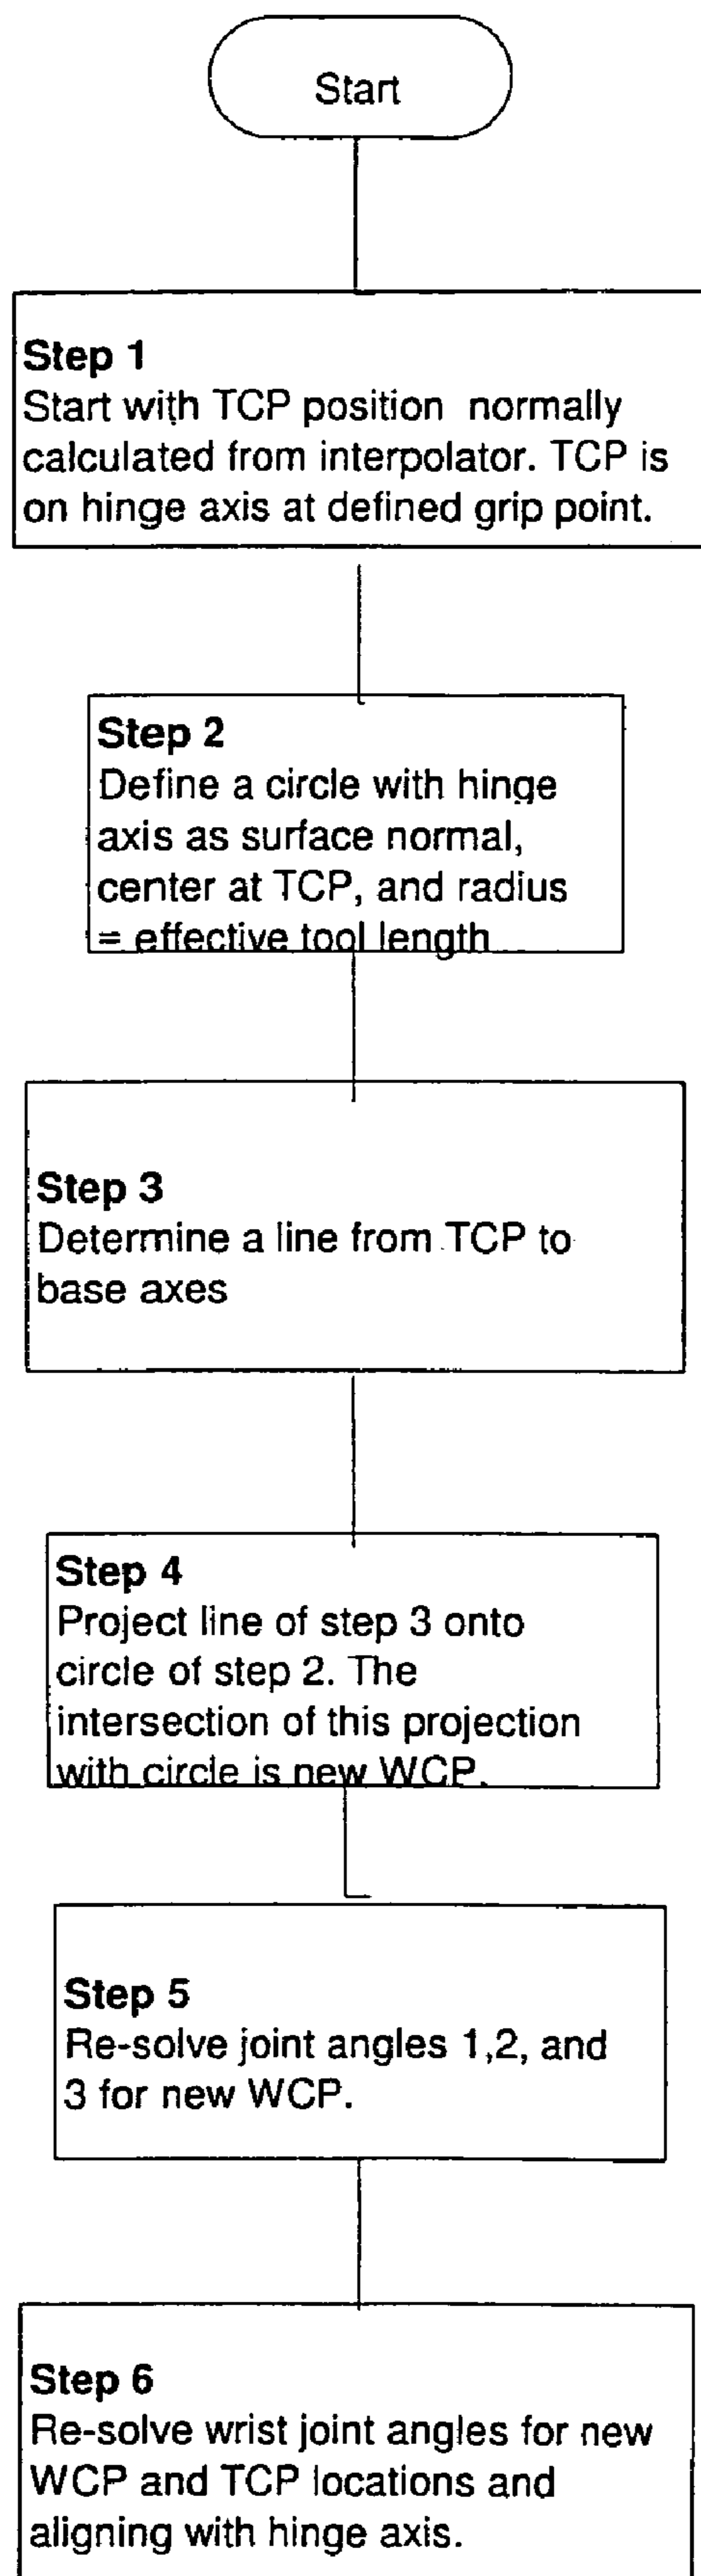 Start
Step 1
Start with TCP position normally
calculated from interpolator. TCP is
on hinge axis at defined grip point.
Step 2
Define a circle with hinge
axis as surface normal,
center at TCP, and radius
= effective tool length
Step 3
Determine a line from TCP to
base axes
Step 4
Project line of step 3 onto
circle of step 2. The
intersection of this projection
with circle is new WCP.
Step 5
Re-solve joint angles 1,2, and
3 for new WCP.
Step 6
Re-solve wrist joint angles for new
WCP and TCP locations and
aligning with hinge axis.